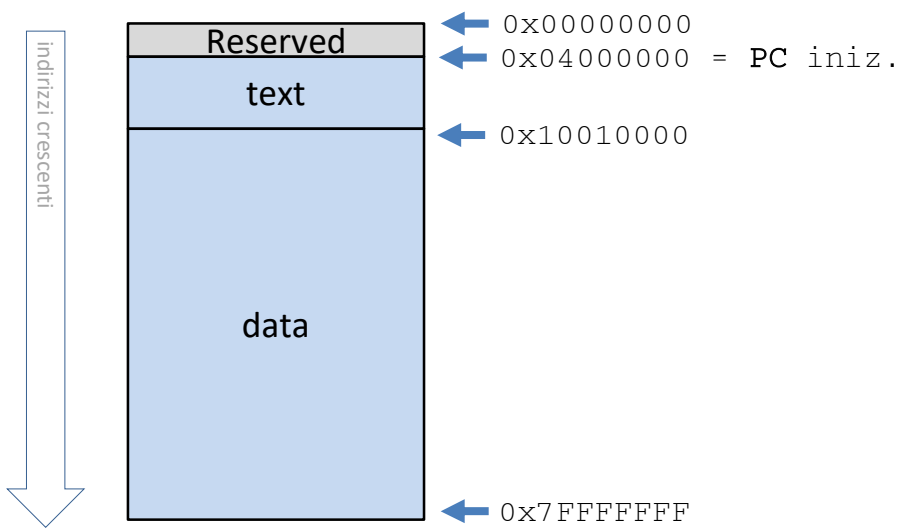 Reserved
0x00000000
0x04000000 = PC iniz.
text
0x10010000
indirizzi crescenti
data
0x7FFFFFFF